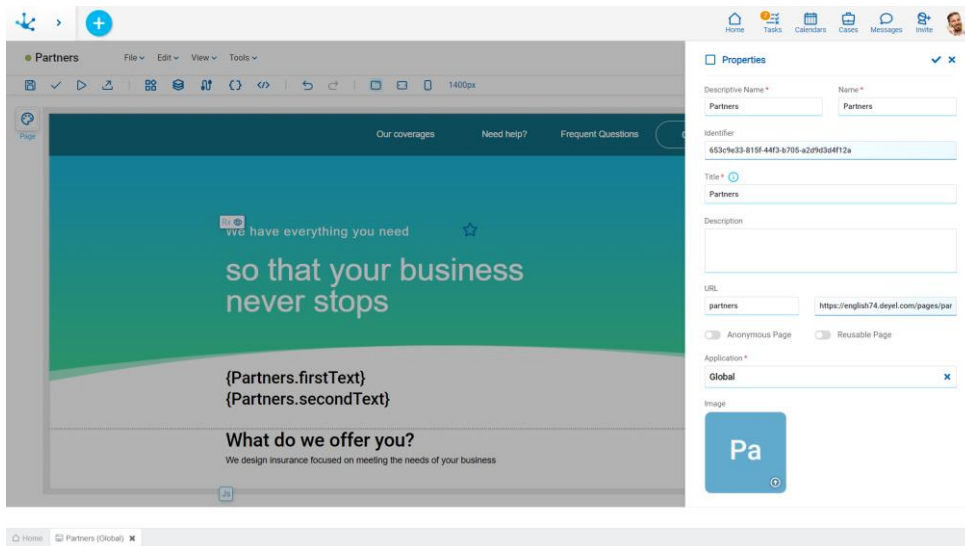 Home
7
Tasks
Calendars
Cases
Messages
Invite
Partners
File
Edit
View
Tools
1400px
Page
Our coverages
Need help?
Frequent Questions
We have everything you need
so that your business
never stops
{Partners.firstText}
{Partners.secondText}
What do we offer you?
We design insurance focused on meeting the needs of your business
Js
Properties
Descriptive Name *
Name *
Partners
Partners
Identifier
653c9e33-815f-44f3-b705-a2d9d3d4f12a
Title *
Partners
Description
URL
partners
https://english74.deyel.com/pages/par
Anonymous Page
Reusable Page
Application *
Global
Image
Pa
Home
Partners (Global)